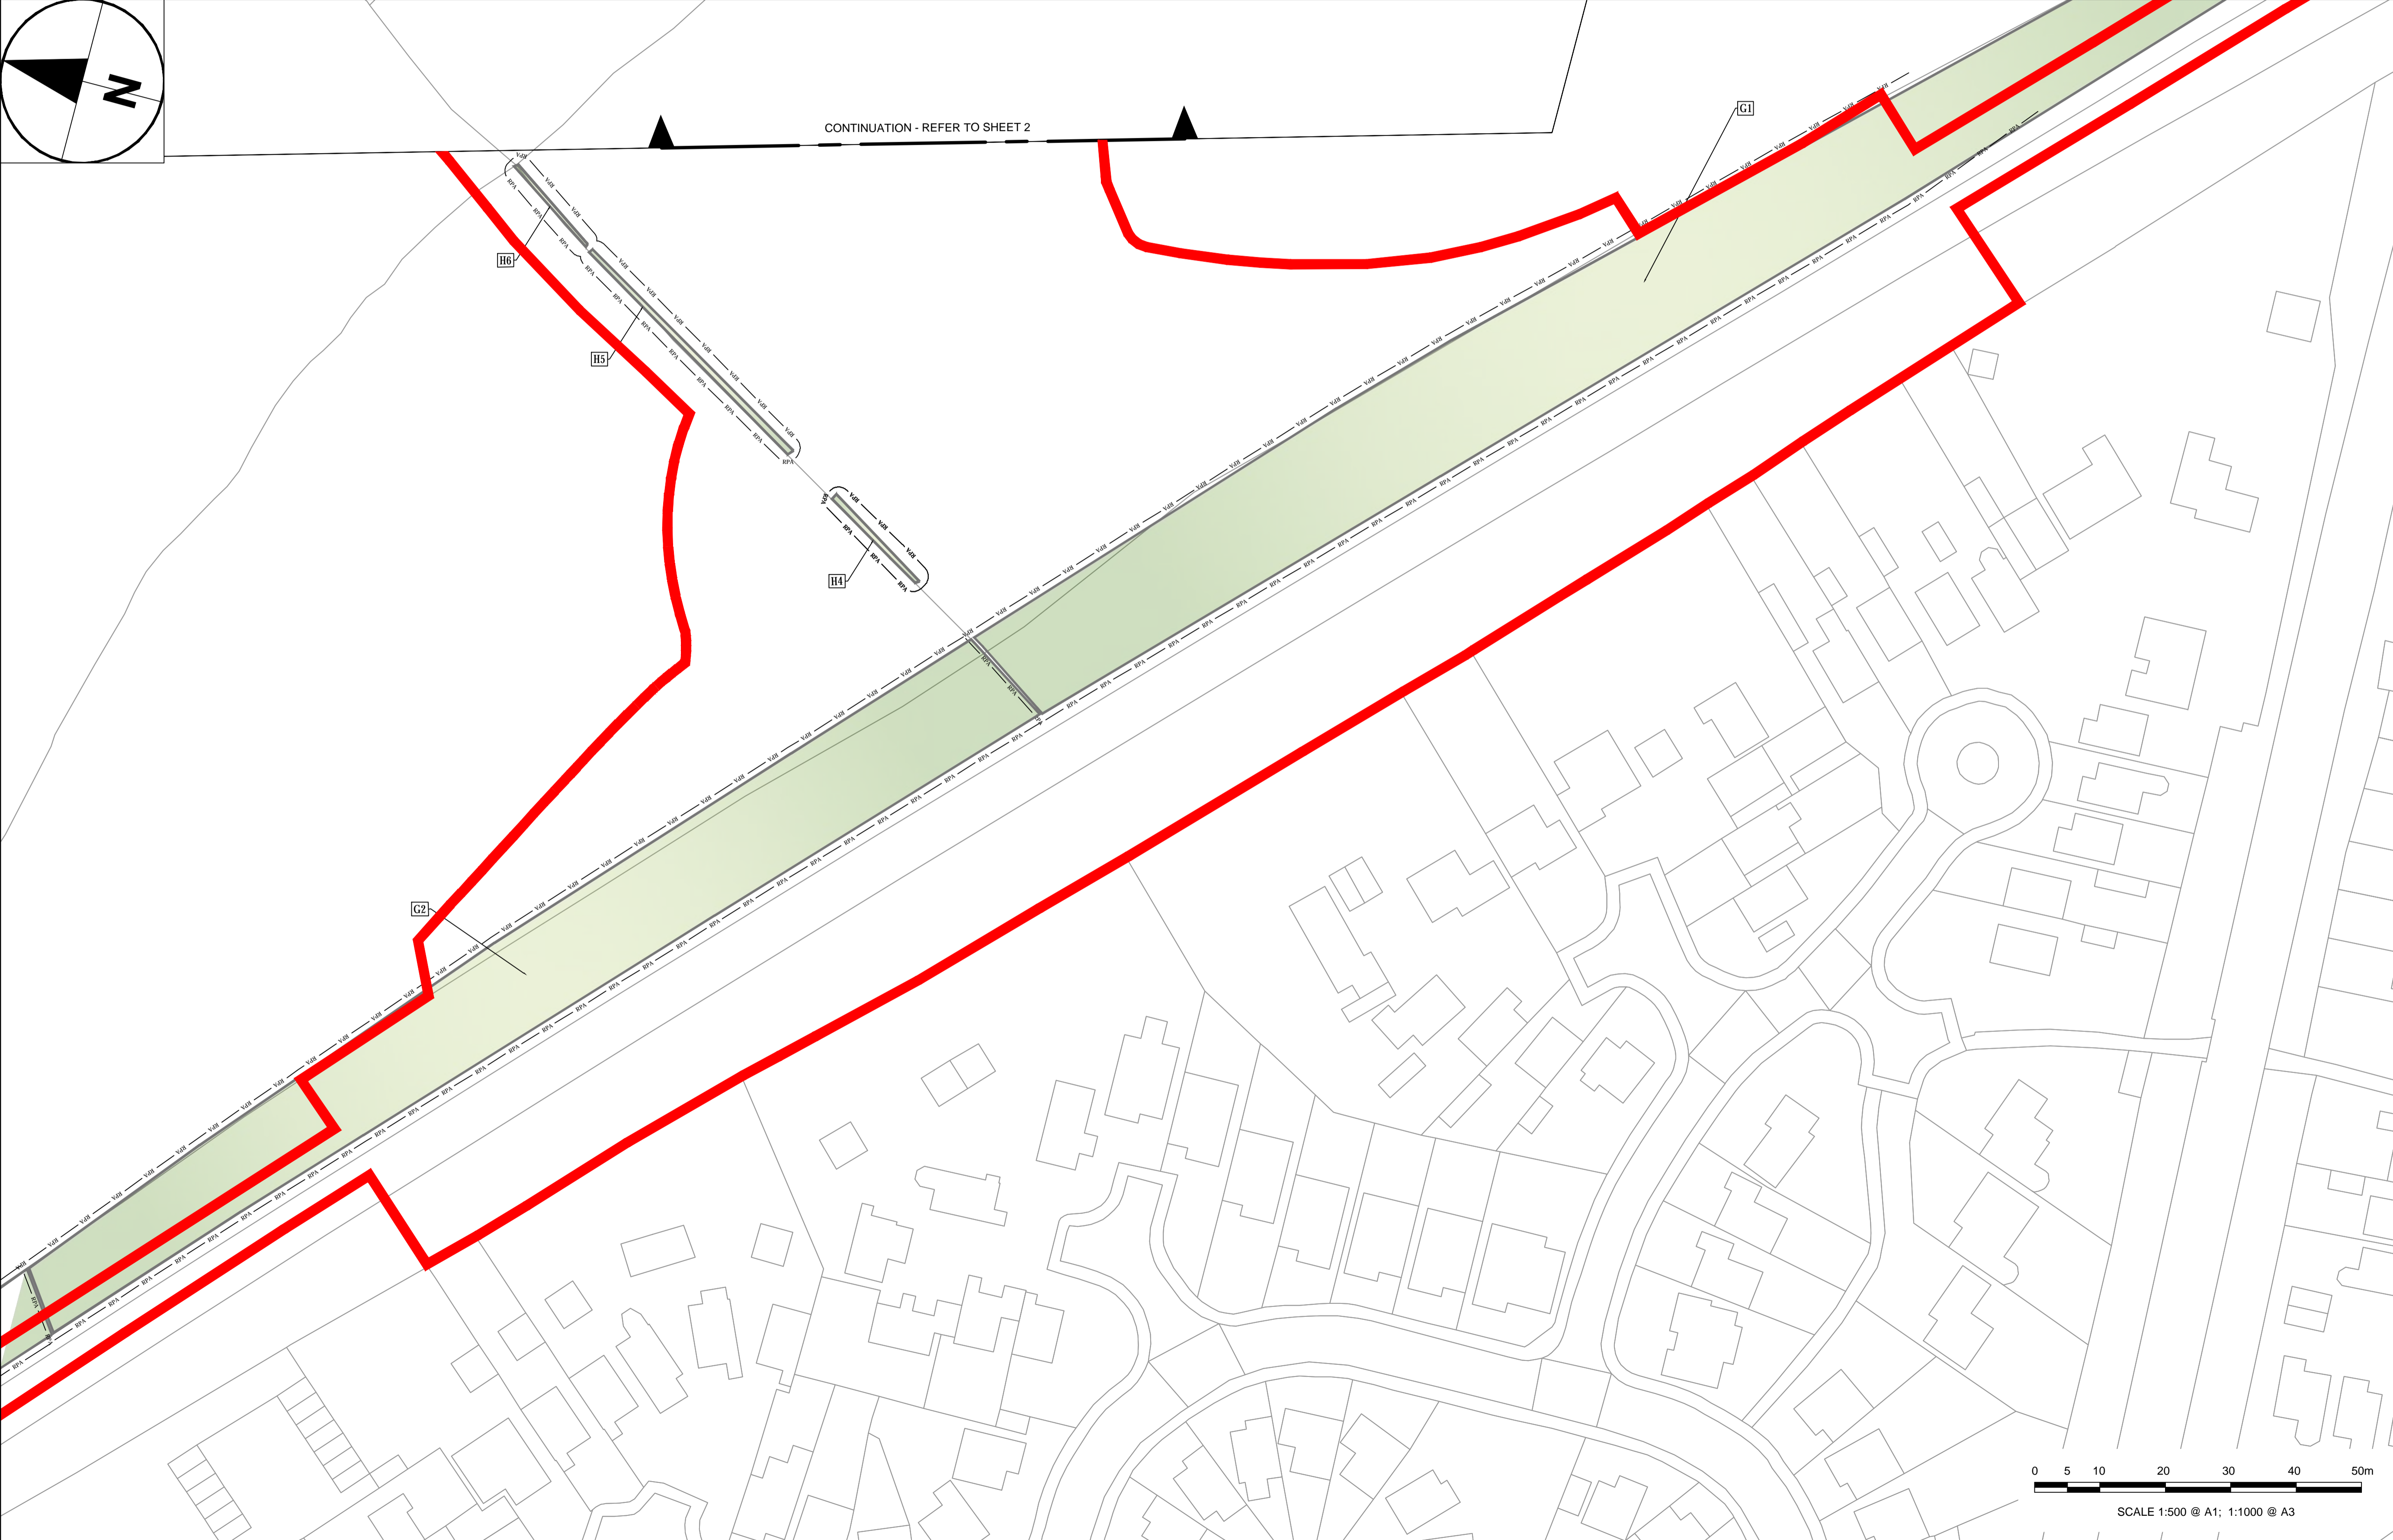 N
CONTINUATION - REFER TO SHEET 2
G1
H6
H5
H4
G2
RPA
0 5 10 20 30 40 50m
SCALE 1:500 @ A1; 1:1000 @ A3